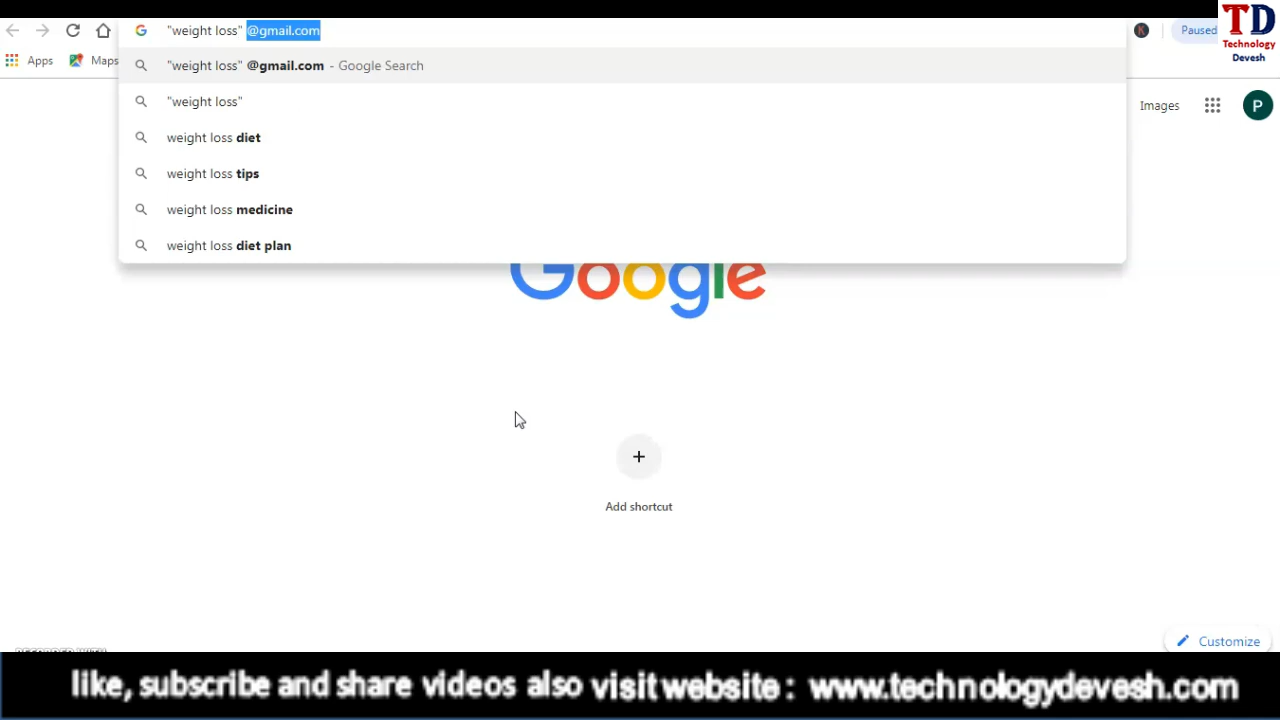 "weight loss" @gmail.com
Paused
TD
Technology
Devesh
Apps
Maps
"weight loss" @gmail.com - Google Search
"weight loss"
weight loss diet
weight loss tips
weight loss medicine
weight loss diet plan
Images
P
Google
+
Add shortcut
Customize
like, subscribe and share videos also visit website : www.technologydevesh.com